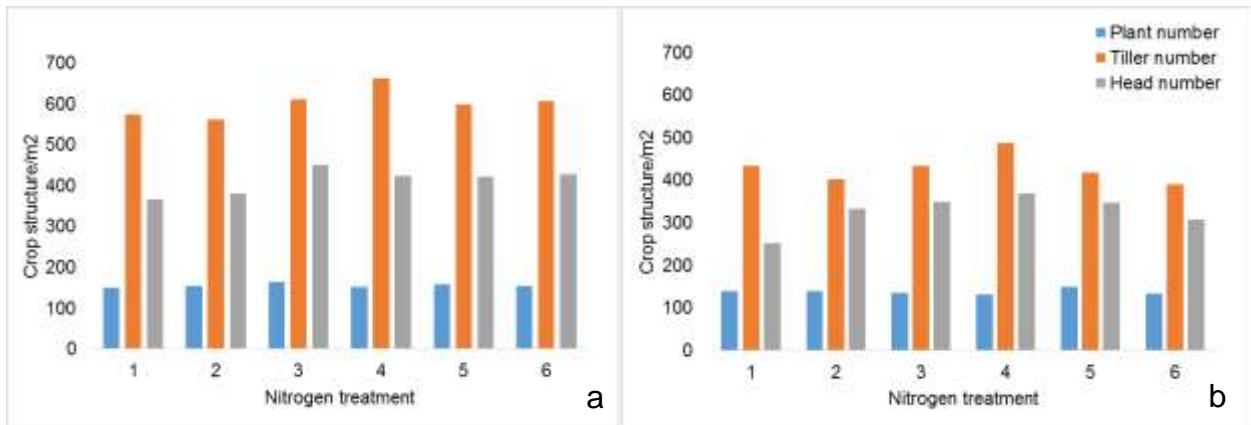 700
600
500
400
300
200
100
0
Crop structure/m2
1 2 3 4 5 6
Nitrogen treatment
a
Plant number
Tiller number
Head number
700
600
500
400
300
200
100
0
Crop structure/m2
1 2 3 4 5 6
Nitrogen treatment
b